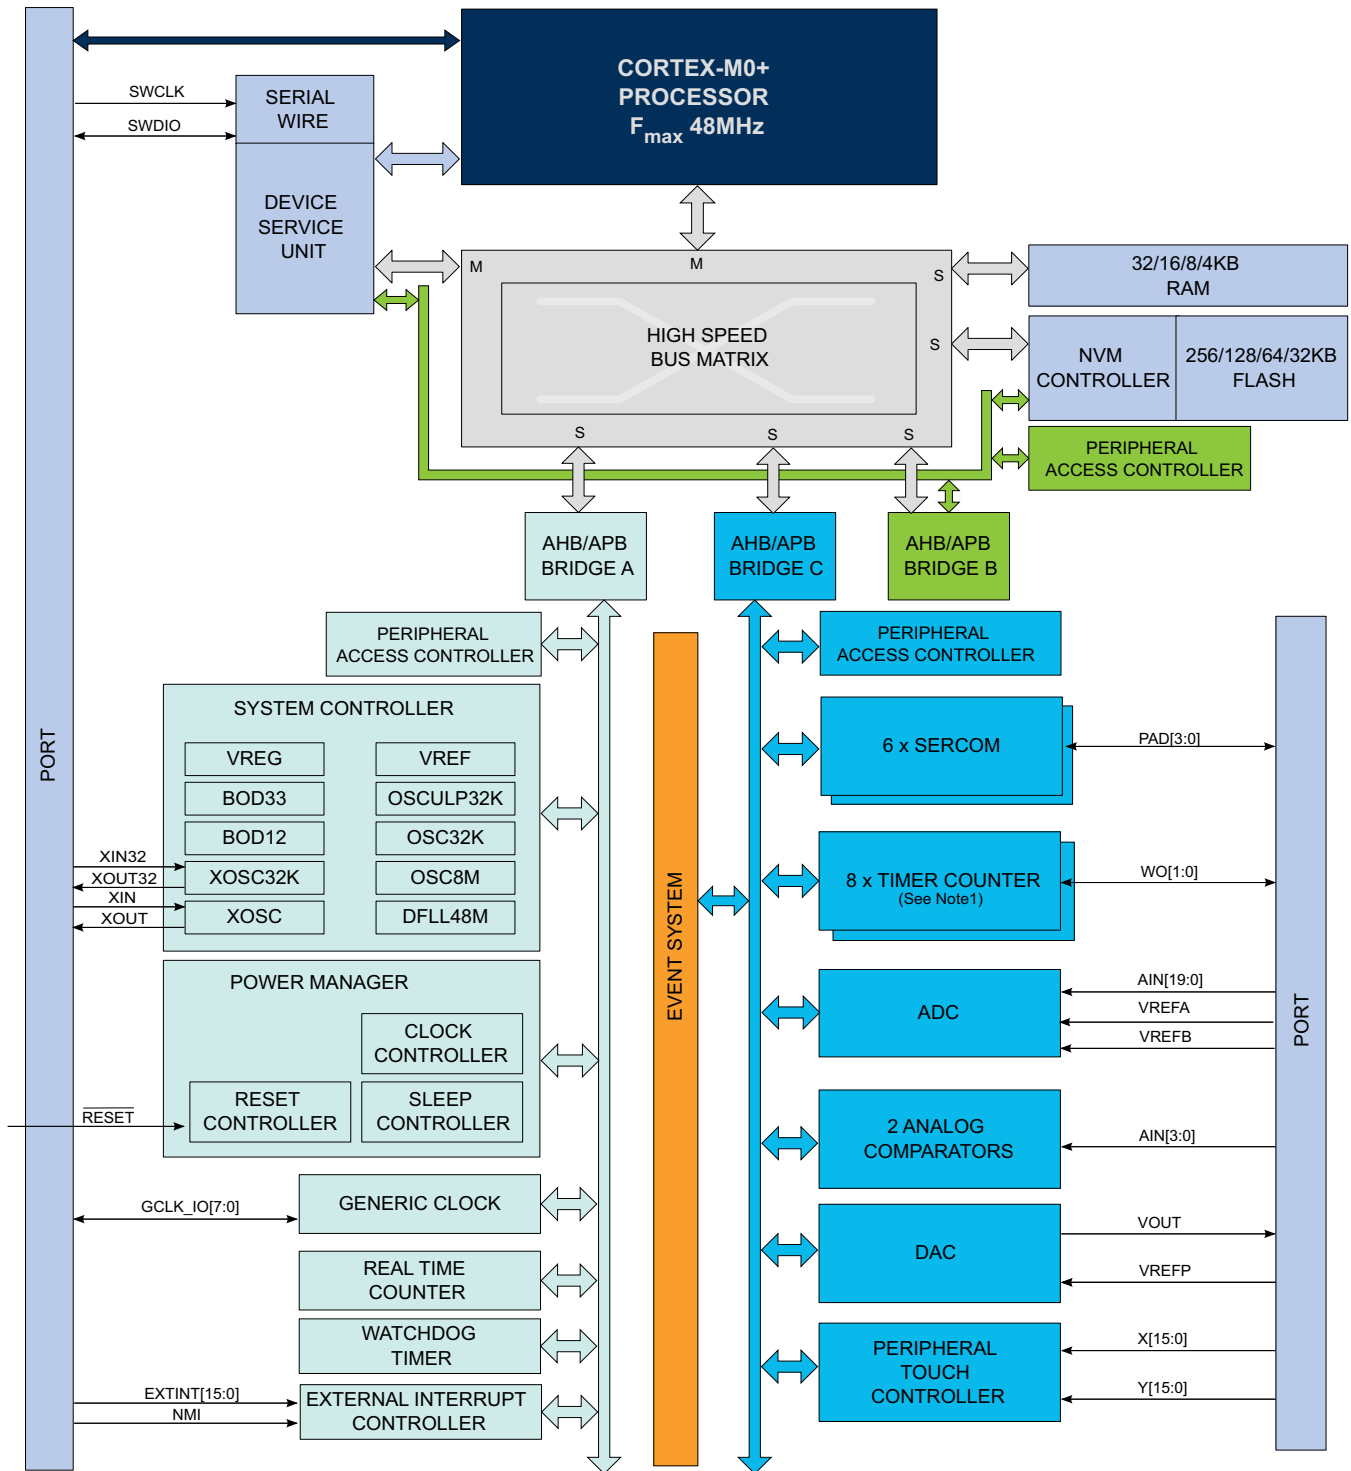 CORTEX-M0+
PROCESSOR
Fmax 48MHz
SWCLK
SWDIO
SERIAL
WIRE
DEVICE
SERVICE
UNIT
M
M
S
S
HIGH SPEED
BUS MATRIX
S
S
S
32/16/8/4KB
RAM
NVM
CONTROLLER
256/128/64/32KB
FLASH
PERIPHERAL
ACCESS CONTROLLER
AHB/APB
BRIDGE A
AHB/APB
BRIDGE C
AHB/APB
BRIDGE B
PORT
PERIPHERAL
ACCESS CONTROLLER
SYSTEM CONTROLLER
VREG
VREF
BOD33
OSCULP32K
BOD12
OSC32K
XOSC32K
OSC8M
XOSC
DFLL48M
XIN32
XOUT32
XIN
XOUT
POWER MANAGER
CLOCK
CONTROLLER
RESET
CONTROLLER
SLEEP
CONTROLLER
RESET
GCLK_IO[7:0]
GENERIC CLOCK
REAL TIME
COUNTER
WATCHDOG
TIMER
EXTINT[15:0]
NMI
EXTERNAL INTERRUPT
CONTROLLER
EVENT SYSTEM
PERIPHERAL
ACCESS CONTROLLER
6 x SERCOM
PAD[3:0]
8 x TIMER COUNTER
(See Note1)
WO[1:0]
ADC
AIN[19:0]
VREFA
VREFB
2 ANALOG
COMPARATORS
AIN[3:0]
DAC
VOUT
VREFP
PERIPHERAL
TOUCH
CONTROLLER
X[15:0]
Y[15:0]
PORT